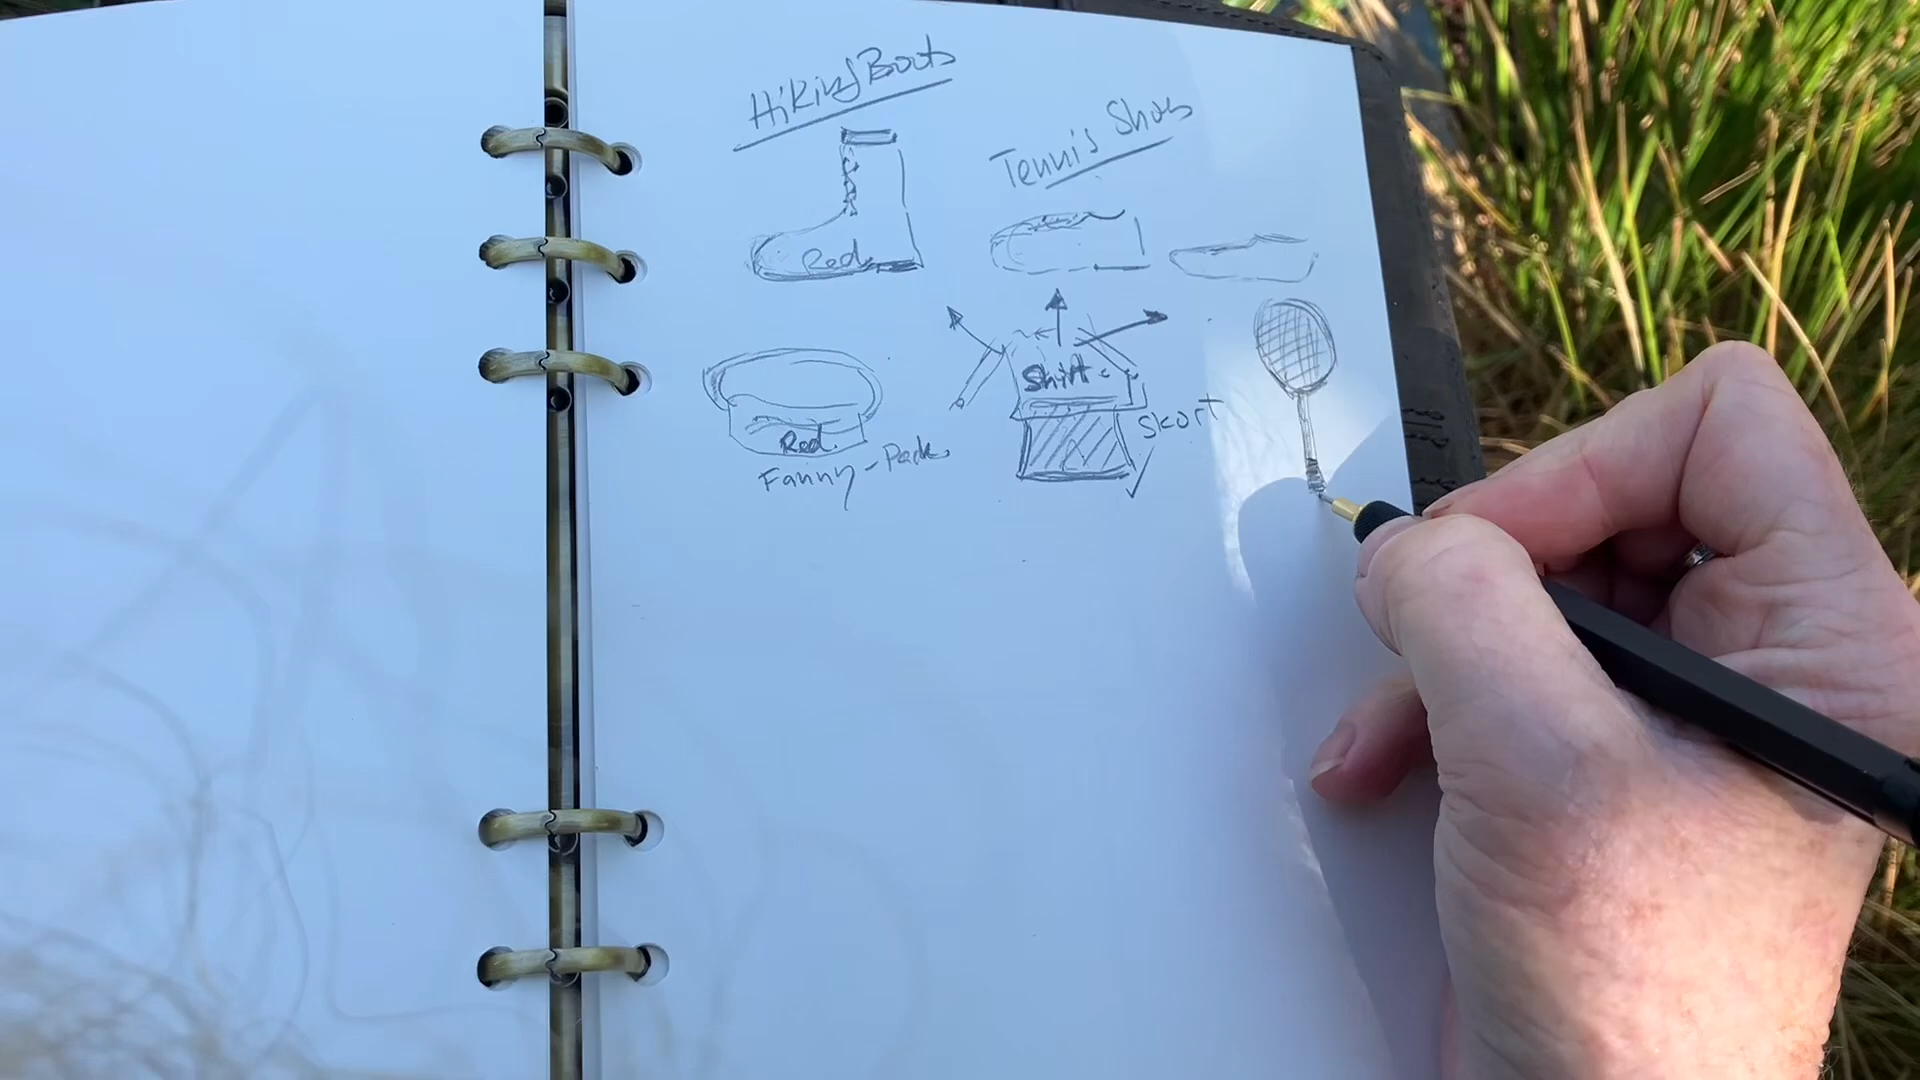 Hiking Boots
Tennis Shoes
Red
Shirt
Skort
Red
Fanny-Pack